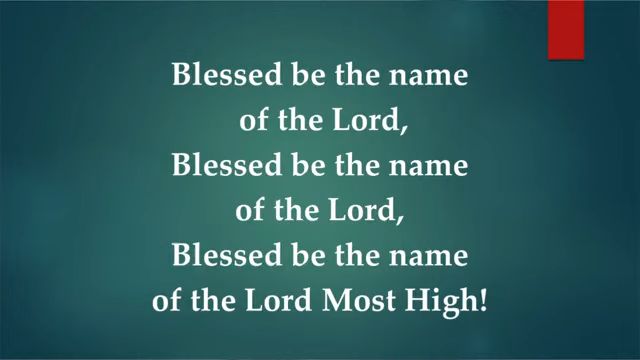 Blessed be the name
of the Lord,
Blessed be the name
of the Lord,
Blessed be the name
of the Lord Most High!